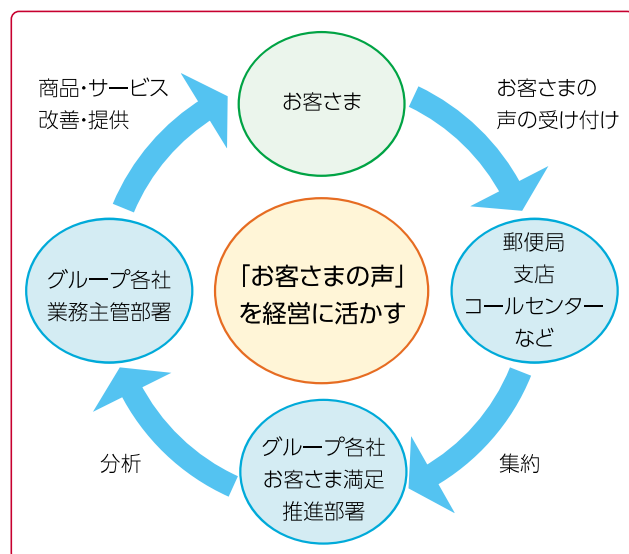 お客さま
お客さまの
声の受け付け
郵便局
支店
コールセンター
など
集約
グループ各社
お客さま満足
推進部署
分析
グループ各社
業務主管部署
商品・サービス
改善・提供
「お客さまの声」
を経営に活かす